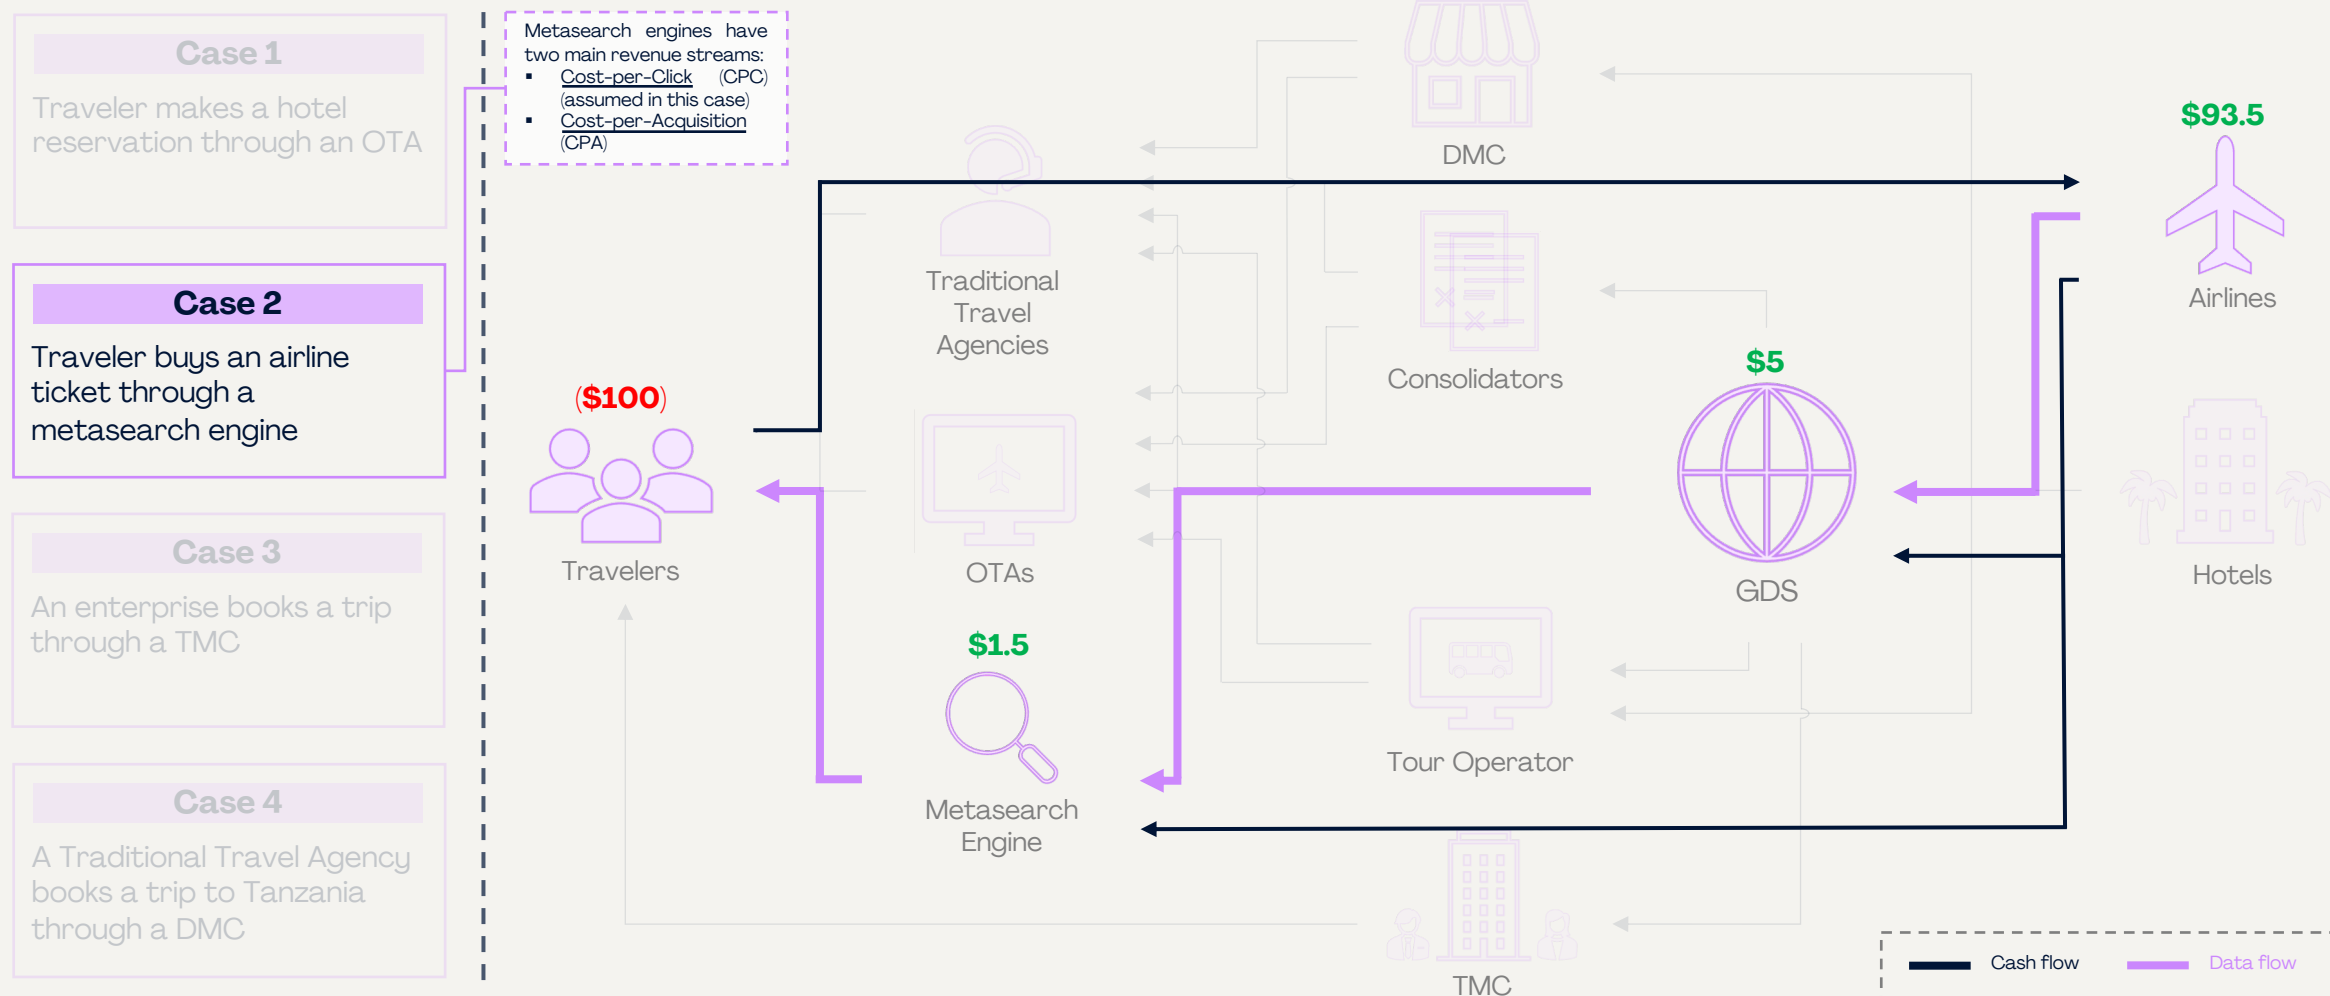 Case 1
Traveler makes a hotel
reservation through an OTA
Case 2
Traveler buys an airline
ticket through a
metasearch engine
Case 3
An enterprise books a trip
through a TMC
Case 4
A Traditional Travel Agency
books a trip to Tanzania
through a DMC
Metasearch engines have
two main revenue streams:
▪ Cost-per-Click (CPC)
(assumed in this case)
▪ Cost-per-Acquisition
(CPA)
DMC
$93.5
Airlines
Traditional
Travel
Agencies
Consolidators
$5
GDS
($100)
Travelers
OTAs
Hotels
$1.5
Metasearch
Engine
Tour Operator
TMC
Cash flow
Data flow